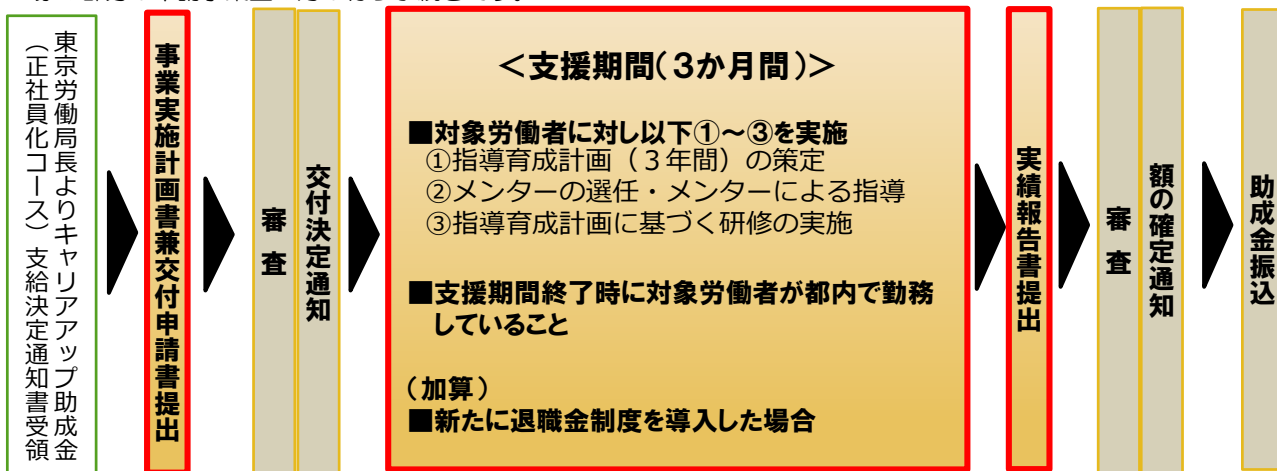 東京労働局長よりキャリアアップ助成金
（正社員化コース）支給決定通知書受領
事業実施計画書兼交付申請書提出
審査
交付決定通知
＜支援期間（３か月間）＞
■対象労働者に対し以下①～③を実施
①指導育成計画（３年間）の策定
②メンターの選任・メンターによる指導
③指導育成計画に基づく研修の実施
■支援期間終了時に対象労働者が都内で勤務
していること
（加算）
■新たに退職金制度を導入した場合
実績報告書提出
審査
額の確定通知
助成金振込